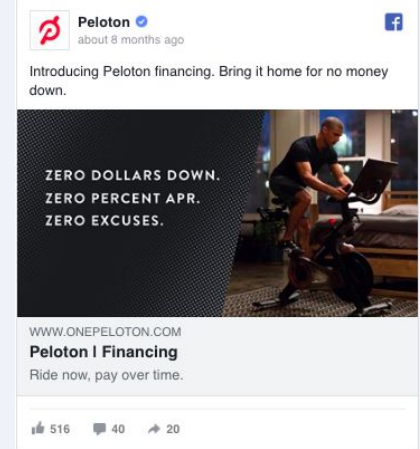 Peloton
about 8 months ago
Introducing Peloton financing. Bring it home for no money
down.
ZERO DOLLARS DOWN.
ZERO PERCENT APR.
ZERO EXCUSES.
WWW.ONEPELOTON.COM
Peloton | Financing
Ride now, pay over time.
516 40 20